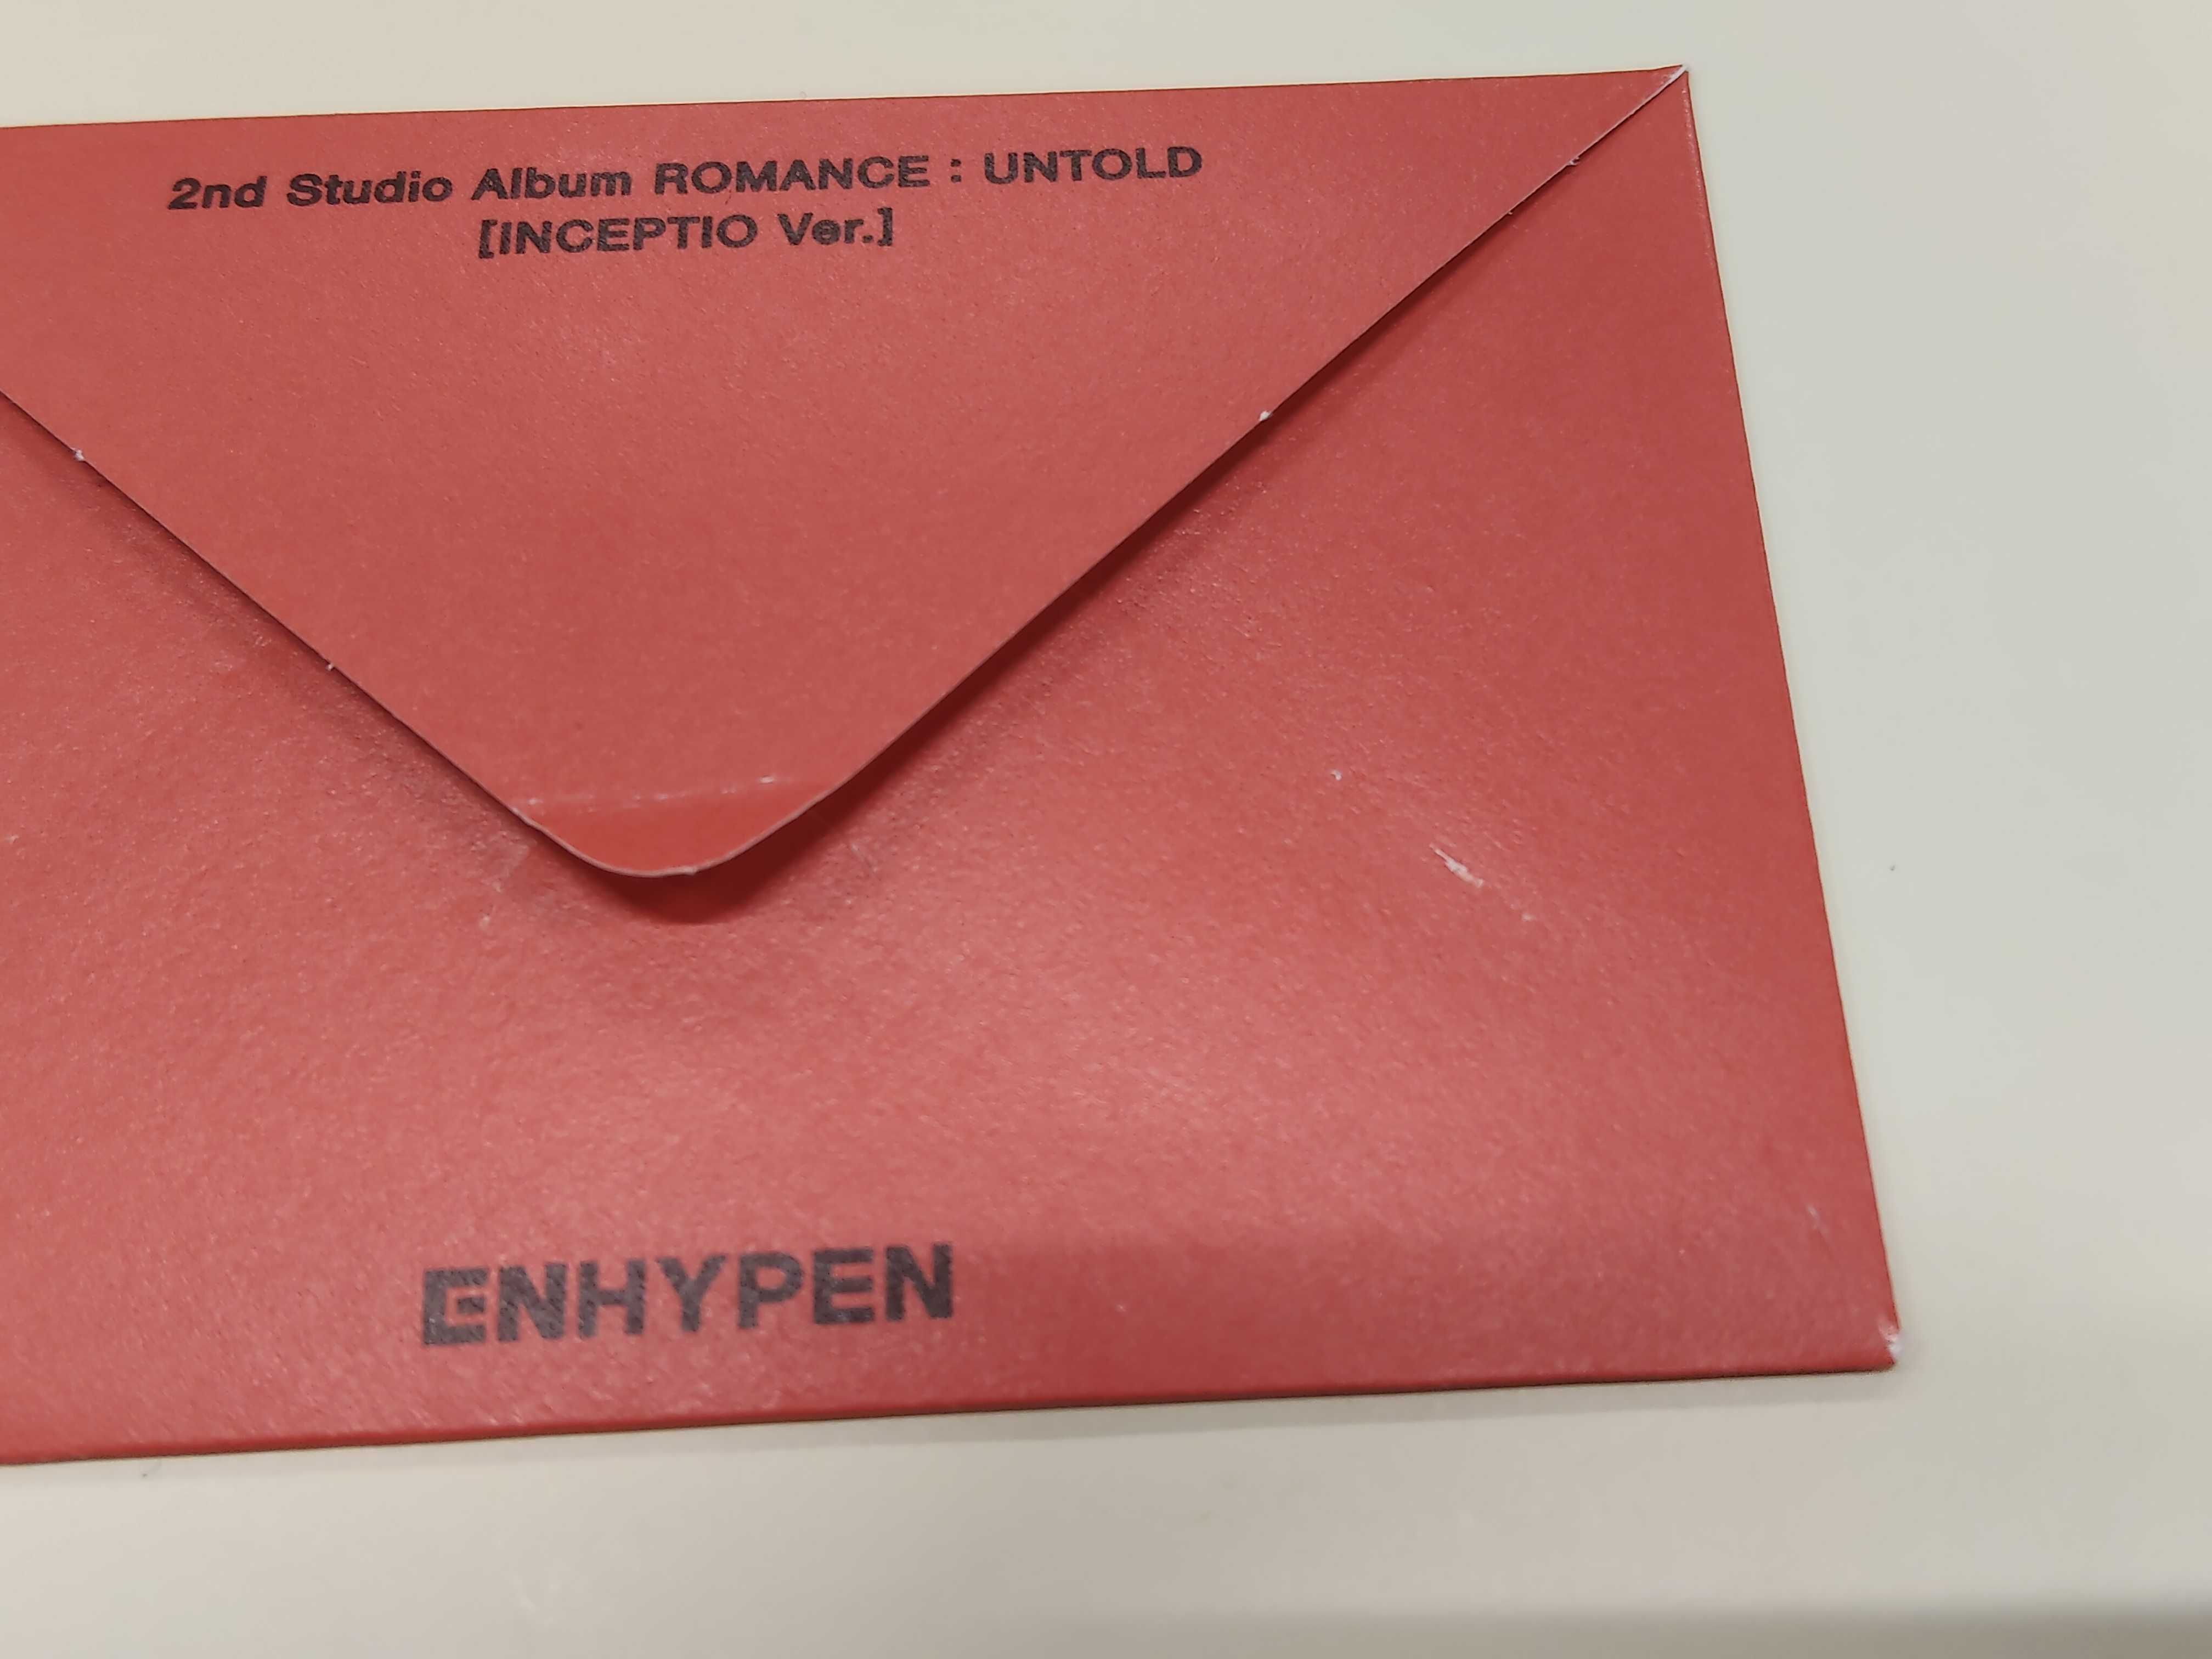 2nd Studio Album ROMANCE : UNTOLD
[INCEPTIO Ver.]
ENHYPEN